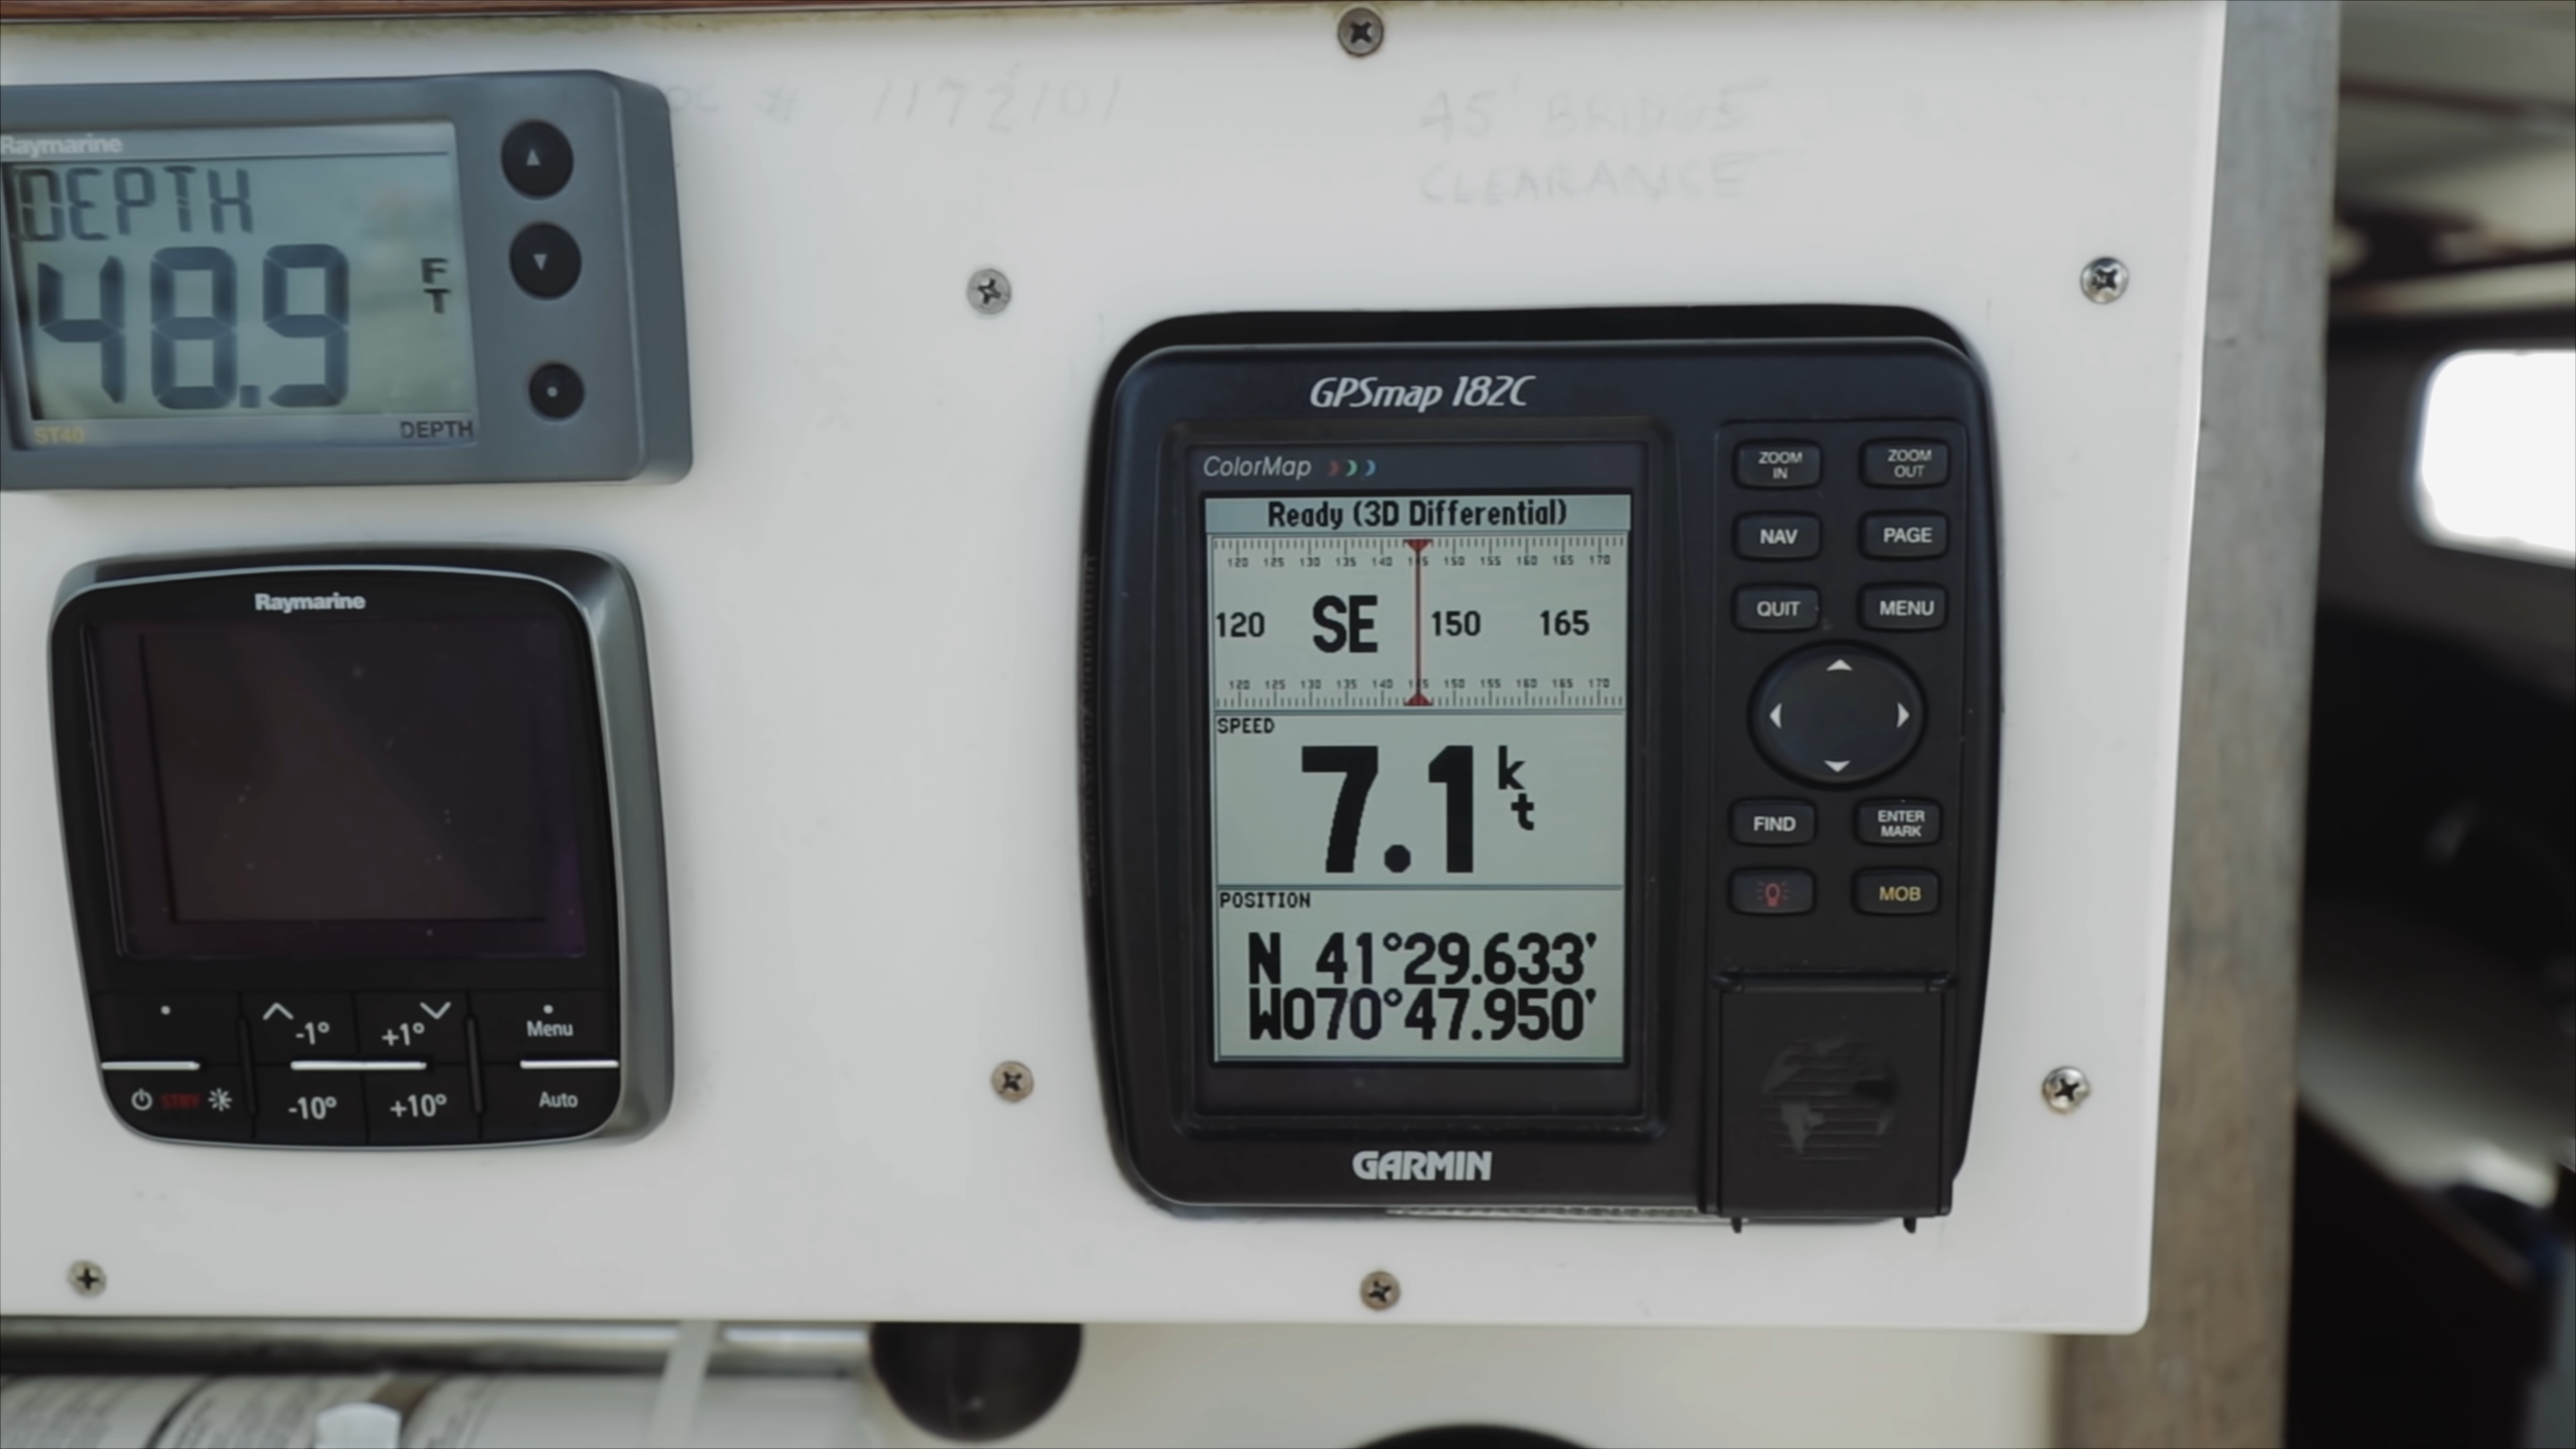 OC # 1172101
45' BRIDGE
CLEARANCE
Raymarine
DEPTH
48.9 FT
ST40 DEPTH
Raymarine
-1° +1° Menu
STBY -10° +10° Auto
GPSmap 182C
ColorMap
Ready (3D Differential)
120 125 130 135 140 145 150 155 160 165 170
120 SE 150 165
120 125 130 135 140 145 150 155 160 165 170
SPEED
7.1 kt
POSITION
N 41°29.633'
W070°47.950'
GARMIN
ZOOM IN
ZOOM OUT
NAV PAGE
QUIT MENU
FIND
ENTER MARK
MOB